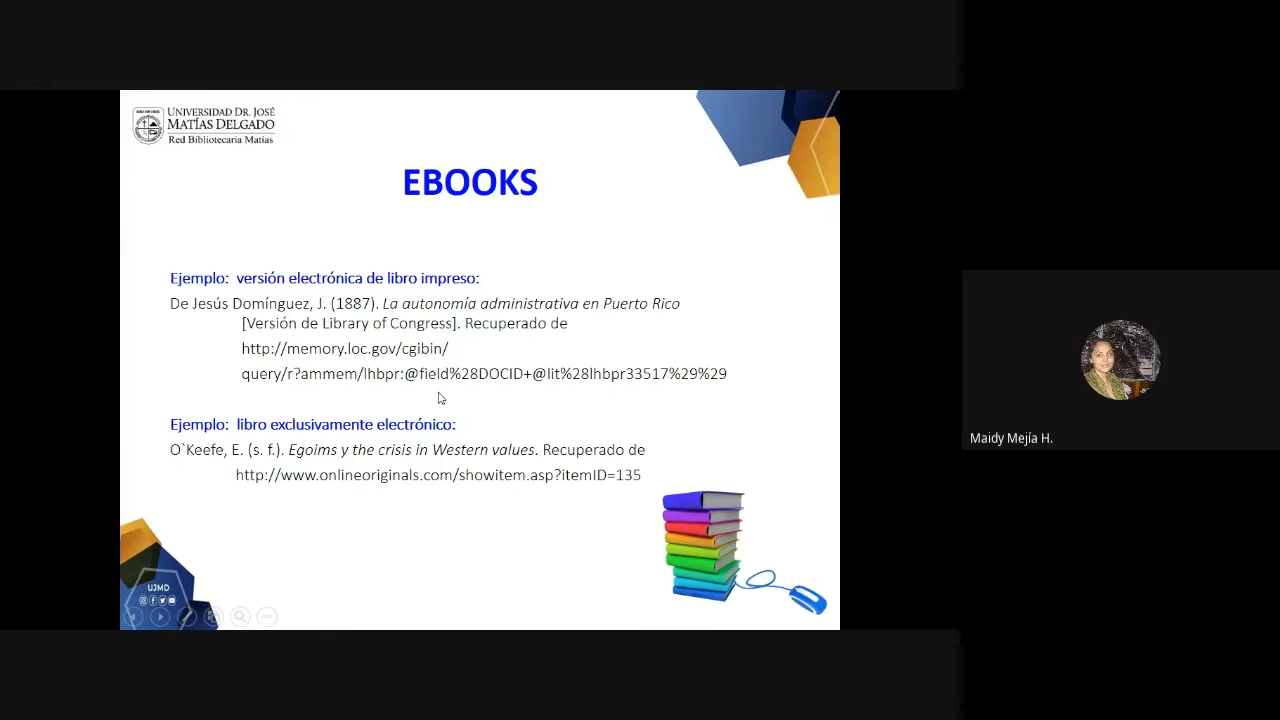 UNIVERSIDAD DR. JOSÉ
MATÍAS DELGADO
Red Bibliotecaria Matías
EBOOKS
Ejemplo: versión electrónica de libro impreso:
De Jesús Domínguez, J. (1887). La autonomía administrativa en Puerto Rico
[Versión de Library of Congress]. Recuperado de
http://memory.loc.gov/cgibin/
query/r?ammem/lhbpr:@field%28DOCID+@lit%28lhbpr33517%29%29
Ejemplo: libro exclusivamente electrónico:
O`Keefe, E. (s. f.). Egoims y the crisis in Western values. Recuperado de
http://www.onlineoriginals.com/showitem.asp?itemID=135
UJMD
Maidy Mejía H.